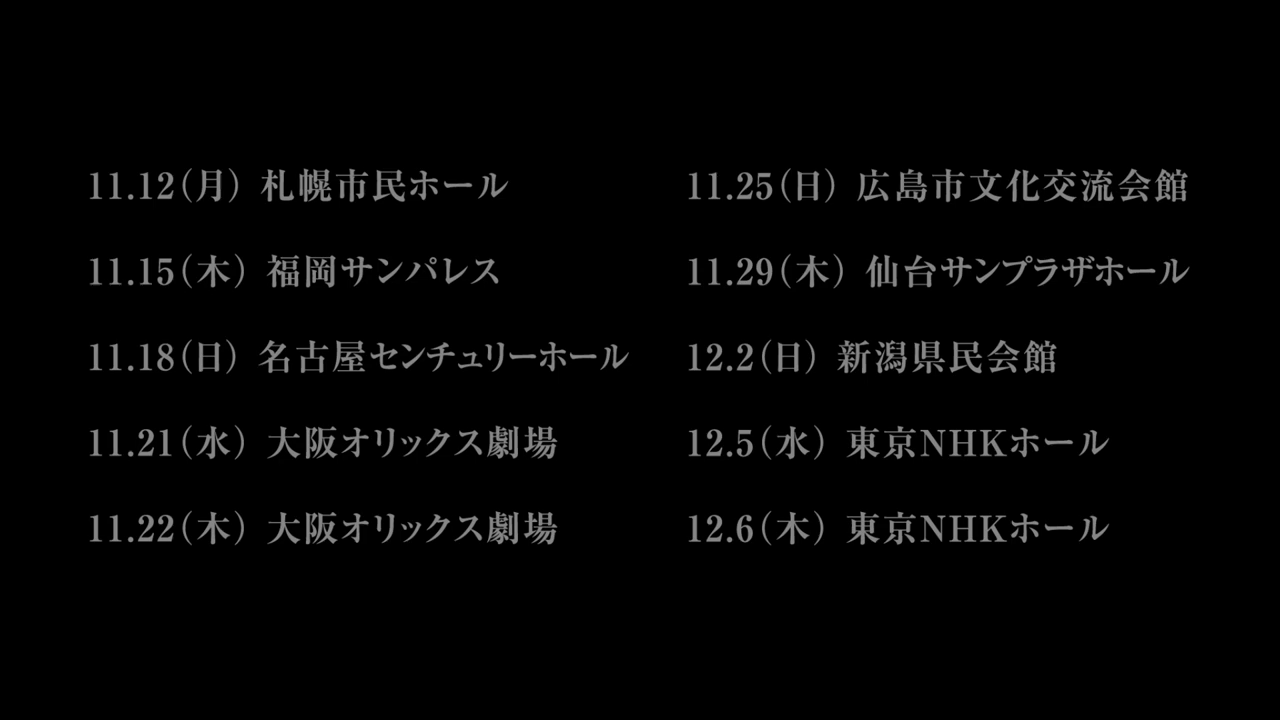 11.12(月) 札幌市民ホール
11.15(木) 福岡サンパレス
11.18(日) 名古屋センチュリーホール
11.21(水) 大阪オリックス劇場
11.22(木) 大阪オリックス劇場
11.25(日) 広島市文化交流会館
11.29(木) 仙台サンプラザホール
12.2(日) 新潟県民会館
12.5(水) 東京NHKホール
12.6(木) 東京NHKホール